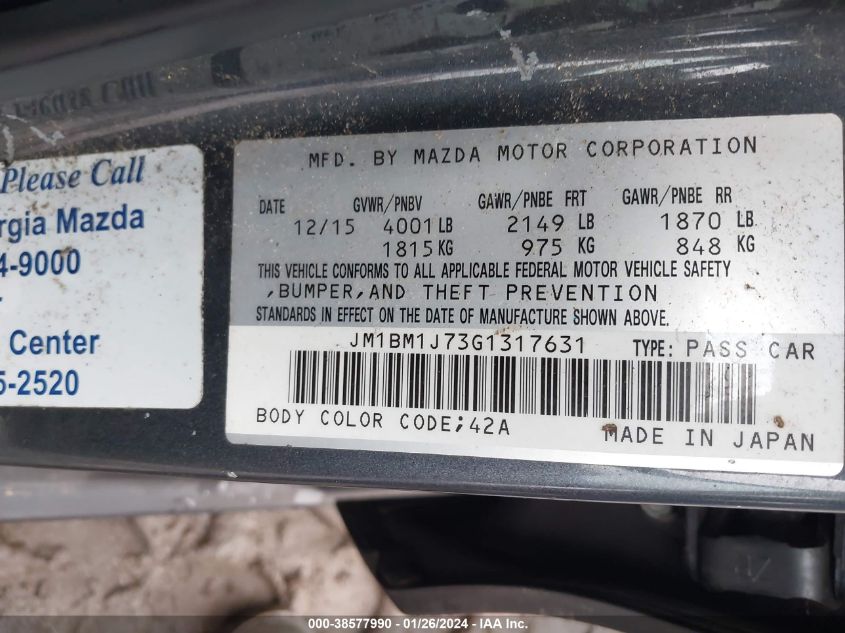 Please Call
rgia Mazda
4-9000
Center
5-2520
MFD. BY MAZDA MOTOR CORPORATION
DATE GVWR/PNBV GAWR/PNBE FRT GAWR/PNBE RR
12/15 4001 LB 2149 LB 1870 LB
1815 KG 975 KG 848 KG
THIS VEHICLE CONFORMS TO ALL APPLICABLE FEDERAL MOTOR VEHICLE SAFETY
,BUMPER,AND THEFT PREVENTION
STANDARDS IN EFFECT ON THE DATE OF MANUFACTURE SHOWN ABOVE.
JM1BM1J73G1317631 TYPE: PASS CAR
BODY COLOR CODE;42A
MADE IN JAPAN
000-38577990 - 01/26/2024 - IAA Inc.